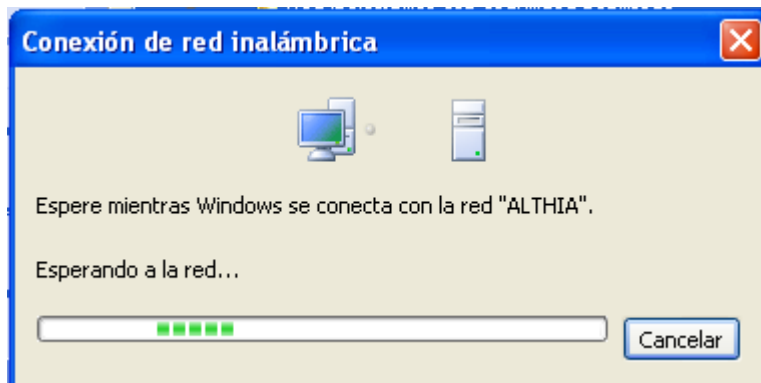 Conexión de red inalámbrica
Espere mientras Windows se conecta con la red "ALTHIA".
Esperando a la red...
Cancelar